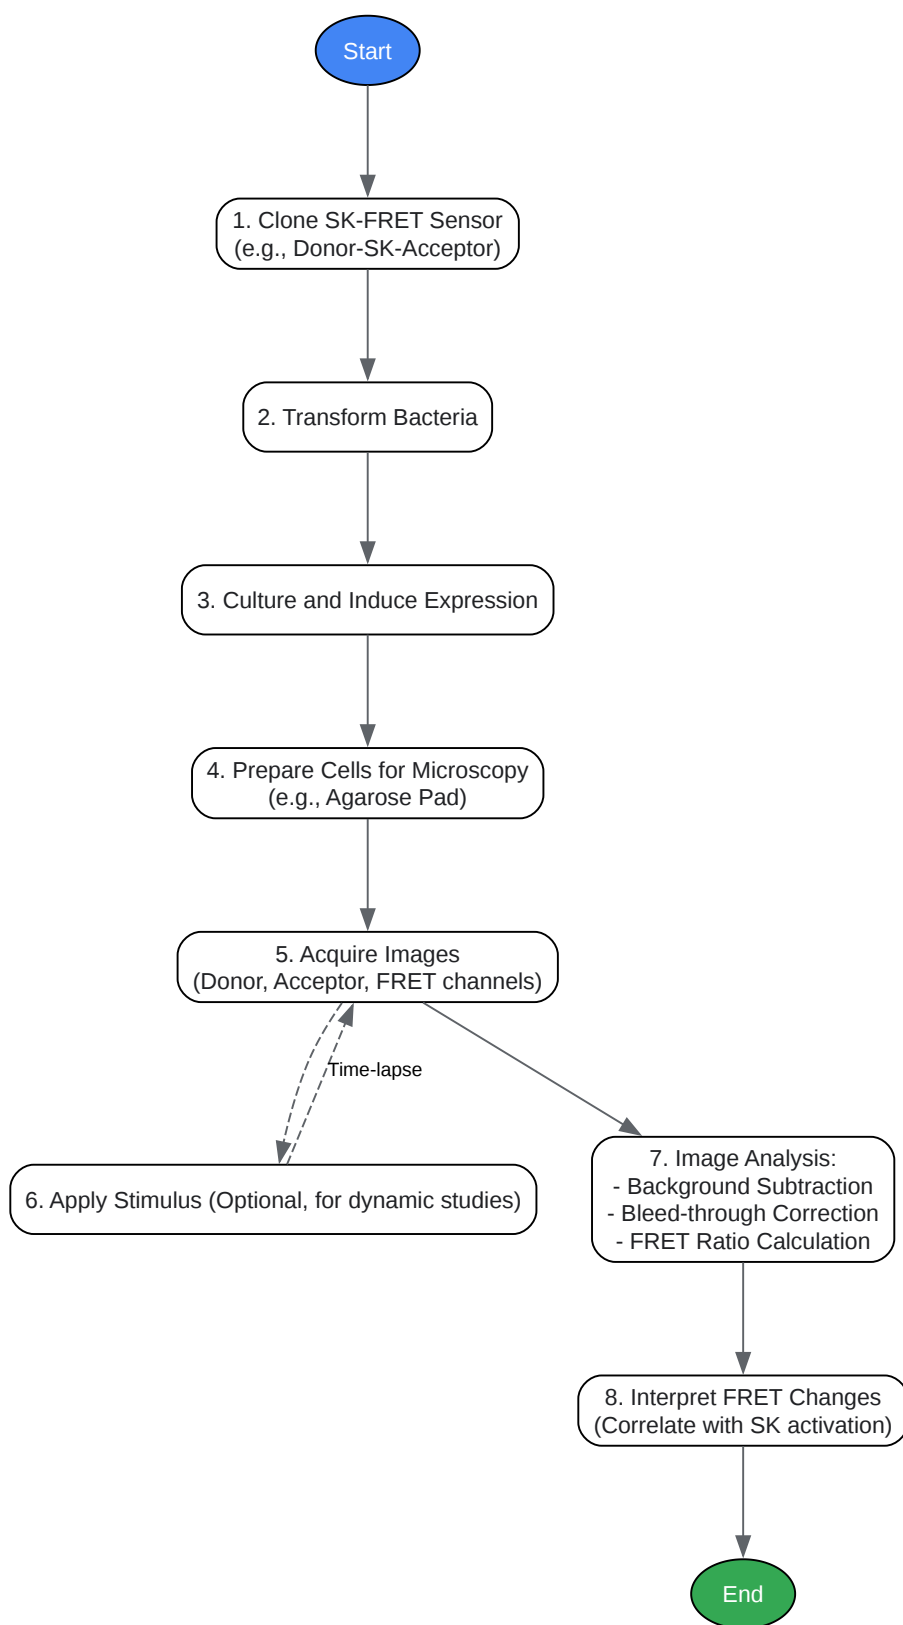 Start
1. Clone SK-FRET Sensor
(e.g., Donor-SK-Acceptor)
2. Transform Bacteria
3. Culture and Induce Expression
4. Prepare Cells for Microscopy
(e.g., Agarose Pad)
5. Acquire Images
(Donor, Acceptor, FRET channels)
Time-lapse
6. Apply Stimulus (Optional, for dynamic studies)
7. Image Analysis:
- Background Subtraction
- Bleed-through Correction
- FRET Ratio Calculation
8. Interpret FRET Changes
(Correlate with SK activation)
End